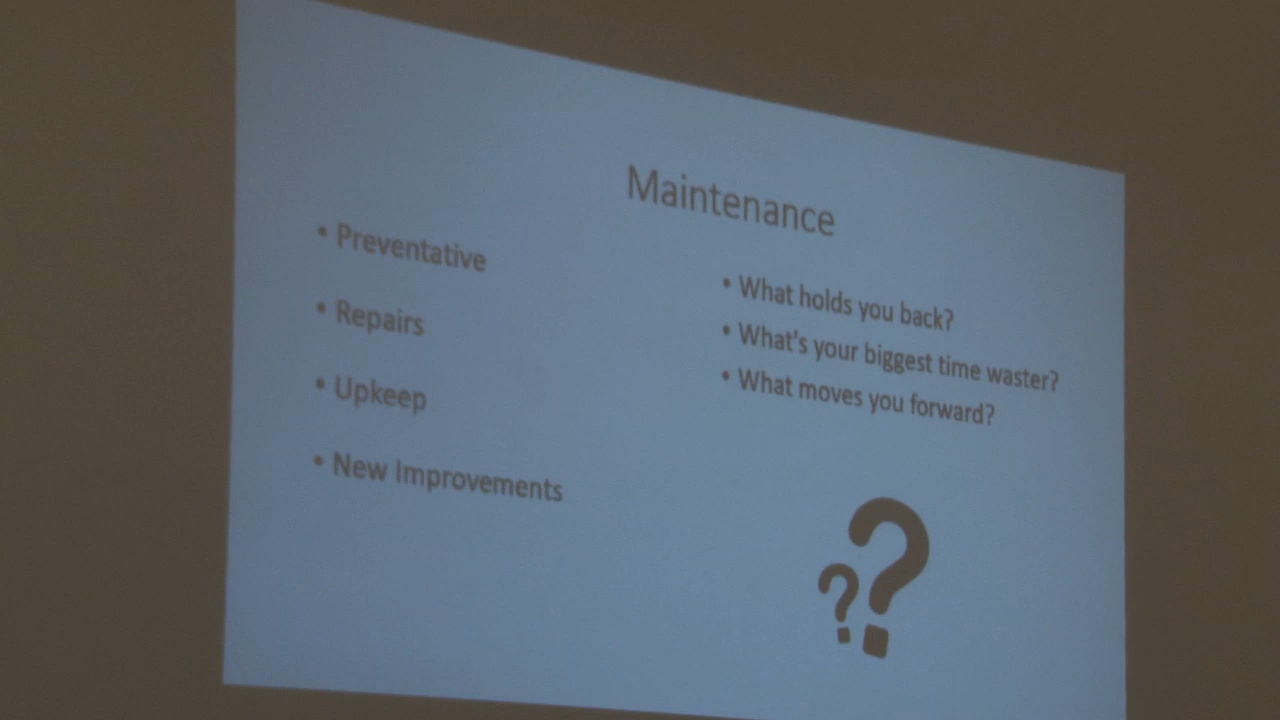 Maintenance
• Preventative
• Repairs
• Upkeep
• New Improvements
• What holds you back?
• What's your biggest time waster?
• What moves you forward?
??